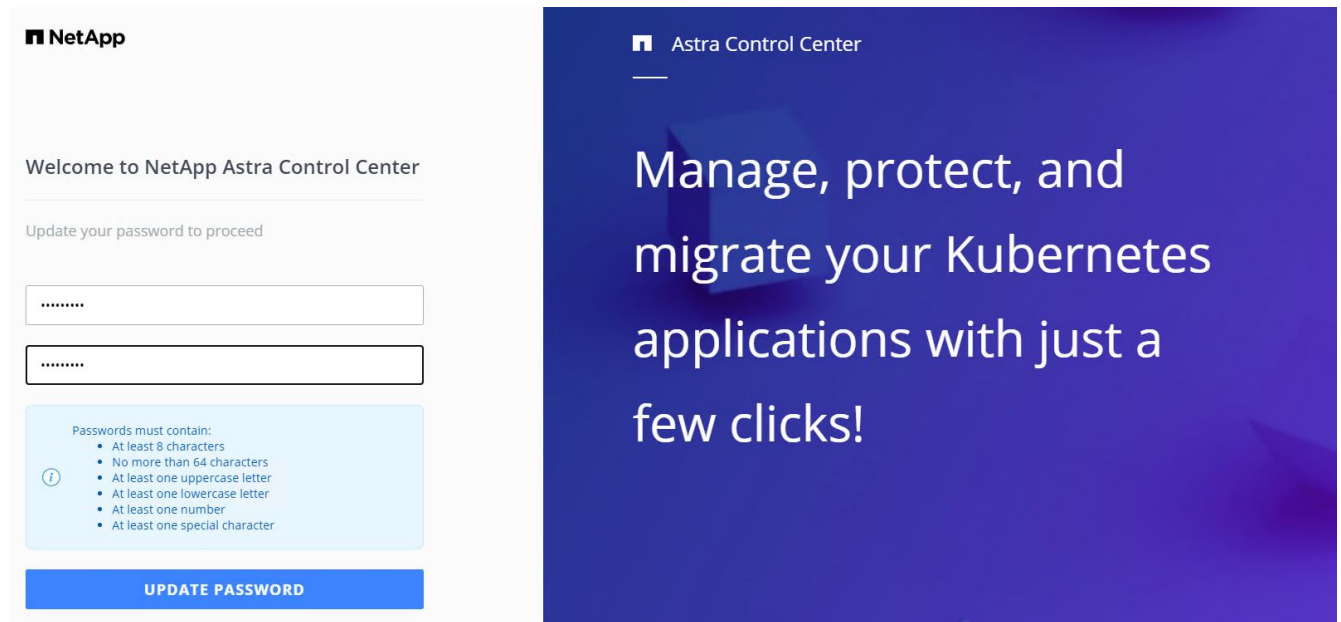 NetApp
Welcome to NetApp Astra Control Center
Update your password to proceed
Passwords must contain:
At least 8 characters
No more than 64 characters
At least one uppercase letter
At least one lowercase letter
At least one number
At least one special character
UPDATE PASSWORD
Astra Control Center
Manage, protect, and
migrate your Kubernetes
applications with just a
few clicks!